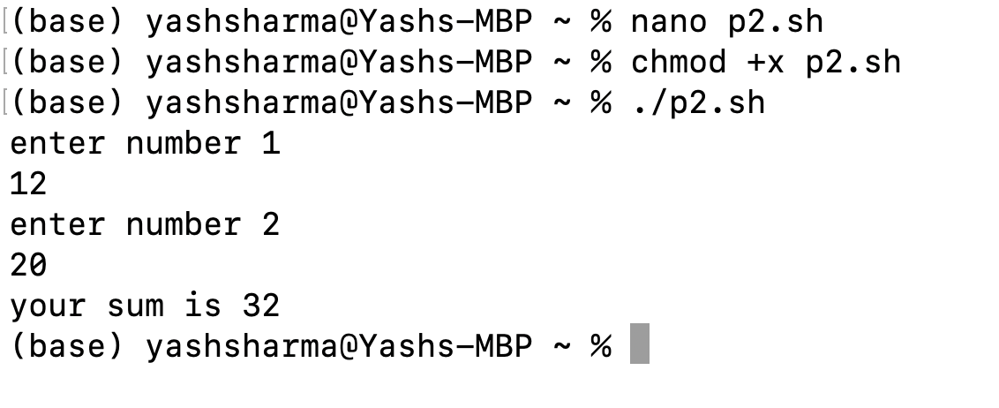 [(base) yashsharma@Yashs-MBP ~ % nano p2.sh
[(base) yashsharma@Yashs-MBP ~ % chmod +x p2.sh
[(base) yashsharma@Yashs-MBP ~ % ./p2.sh
enter number 1
12
enter number 2
20
your sum is 32
(base) yashsharma@Yashs-MBP ~ %